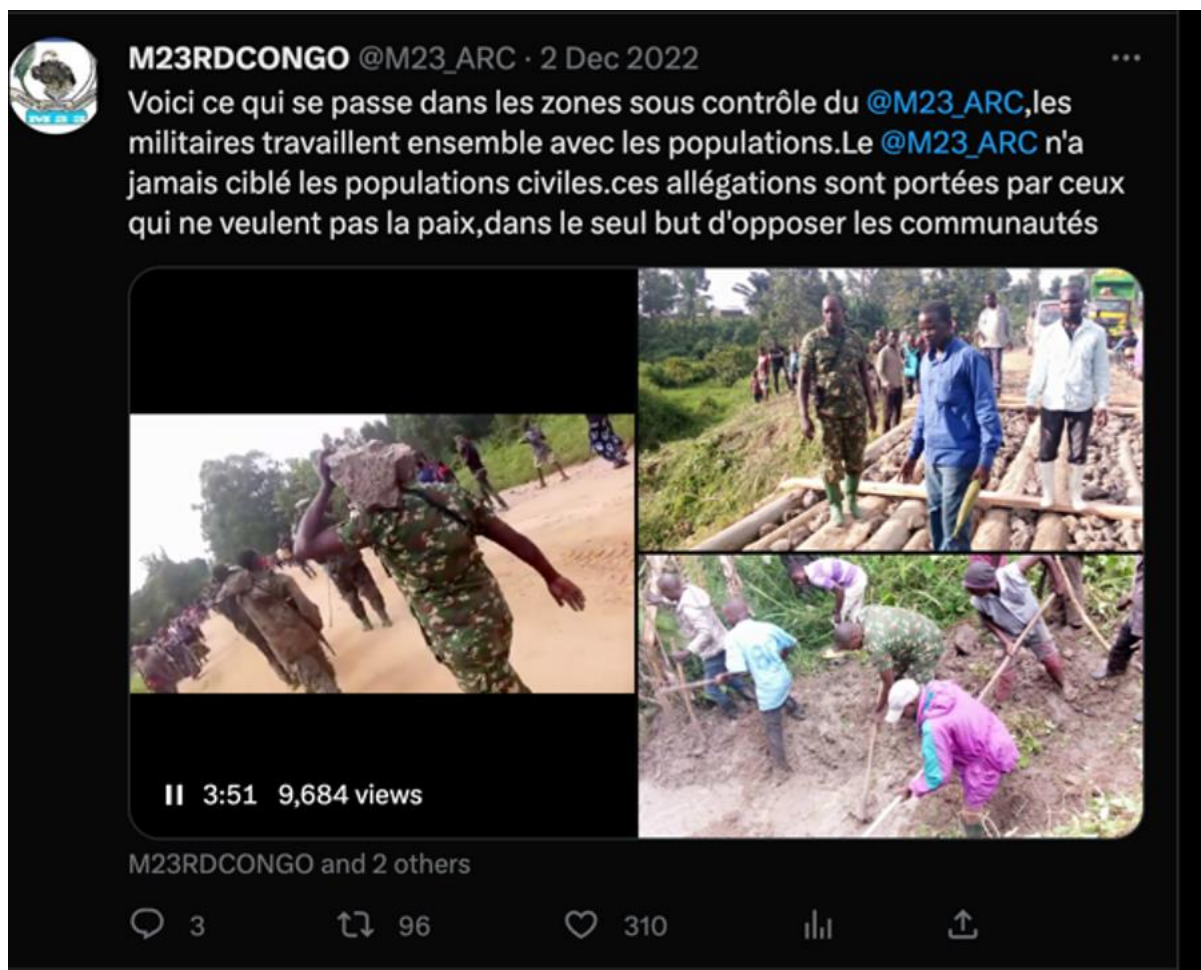 M23RDCONGO @M23_ARC · 2 Dec 2022
Voici ce qui se passe dans les zones sous contrôle du @M23_ARC,les
militaires travaillent ensemble avec les populations.Le @M23_ARC n'a
jamais ciblé les populations civiles.ces allégations sont portées par ceux
qui ne veulent pas la paix,dans le seul but d'opposer les communautés
3:51 9,684 views
M23RDCONGO and 2 others
3 96 310